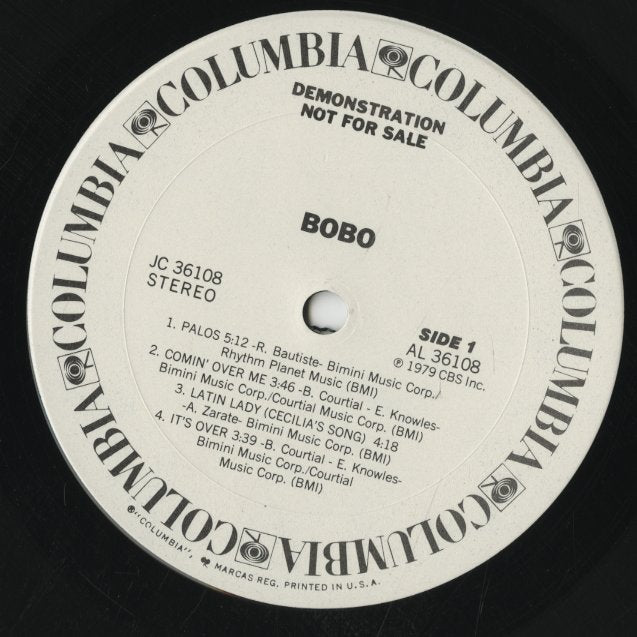 COLUMBIA COLUMBIA COLUMBIA COLUMBIA COLUMBIA COLUMBIA
DEMONSTRATION
NOT FOR SALE
BOBO
JC 36108
STEREO
SIDE 1
AL 36108
℗ 1979 CBS Inc.
1. PALOS 5:12 -R. Bautiste- Bimini Music Corp./
Rhythm Planet Music (BMI)
2. COMIN' OVER ME 3:46 -B. Courtial - E. Knowles-
Bimini Music Corp./Courtial Music Corp. (BMI)
3. LATIN LADY (CECILIA'S SONG) 4:18
-A. Zarate- Bimini Music Corp. (BMI)
4. IT'S OVER 3:39 -B. Courtial - E. Knowles-
Bimini Music Corp./Courtial
Music Corp. (BMI)
®"COLUMBIA", MARCAS REG. PRINTED IN U.S.A.